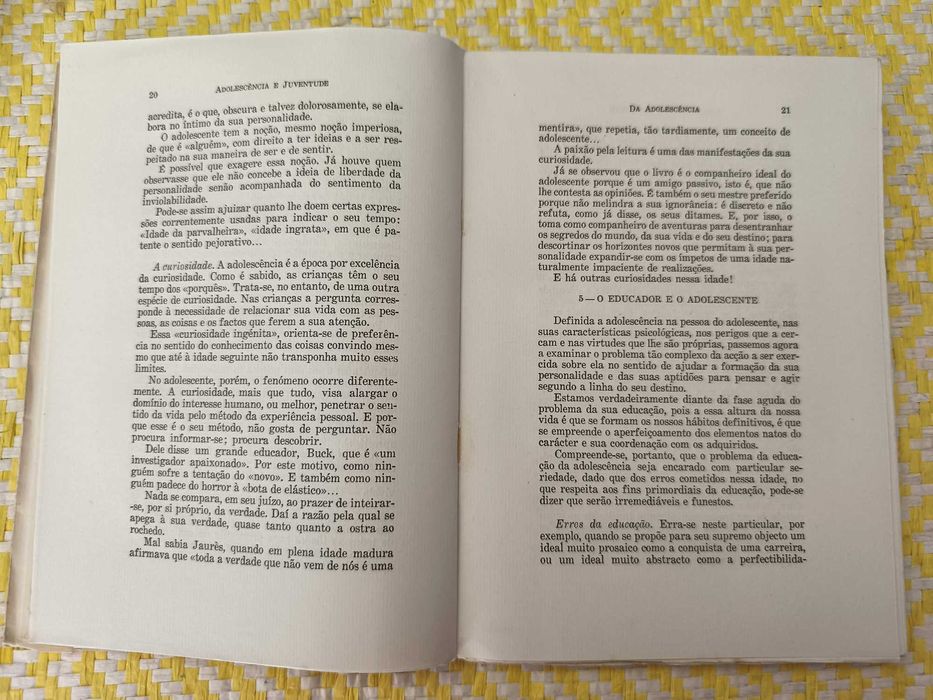 20
ADOLESCÊNCIA E JUVENTUDE
acredita, é o que, obscura e talvez dolorosamente, se ela-
bora no íntimo da sua personalidade.
O adolescente tem a noção, mesmo noção imperiosa,
de que é «alguém», com direito a ter ideias e a ser res-
peitado na sua maneira de ser e de sentir.
É possível que exagere essa noção. Já houve quem
observasse que ele não concebe a ideia de liberdade da
personalidade senão acompanhada do sentimento da
inviolabilidade.
Pode-se assim ajuizar quanto lhe doem certas expres-
sões correntemente usadas para indicar o seu tempo:
«Idade da parvalheira», «idade ingrata», em que é pa-
tente o sentido pejorativo...
A curiosidade. A adolescência é a época por excelência
da curiosidade. Como é sabido, as crianças têm o seu
tempo dos «porquês». Trata-se, no entanto, de uma outra
espécie de curiosidade. Nas crianças a pergunta corres-
ponde à necessidade de relacionar sua vida com as pes-
soas, as coisas e os factos que ferem a sua atenção.
Essa «curiosidade ingénita», orienta-se de preferên-
cia no sentido do conhecimento das coisas convindo mes-
mo que até à idade seguinte não transponha muito esses
limites.
No adolescente, porém, o fenómeno ocorre diferente-
mente. A curiosidade, mais que tudo, visa alargar o
domínio do interesse humano, ou melhor, penetrar o sen-
tido da vida pelo método da experiência pessoal. E por-
que esse é o seu método, não gosta de perguntar. Não
procura informar-se; procura descobrir.
Dele disse um grande educador, Buck, que é «um
investigador apaixonado». Por este motivo, como nin-
guém sofre a tentação do «novo». E também como nin-
guém padece do horror à «bota de elástico»...
Nada se compara, em seu juízo, ao prazer de inteirar-
-se, por si próprio, da verdade. Daí a razão pela qual se
apega à sua verdade, quase tanto quanto a ostra ao
rochedo.
Mal sabia Jaurès, quando em plena idade madura
afirmava que «toda a verdade que não vem de nós é uma
DA ADOLESCÊNCIA
21
mentira», que repetia, tão tardiamente, um conceito de
adolescente...
A paixão pela leitura é uma das manifestações da sua
curiosidade.
Já se observou que o livro é o companheiro ideal do
adolescente porque é um amigo passivo, isto é, que não
lhe contesta as opiniões. É também o seu mestre preferido
porque não melindra a sua ignorância: é discreto e não
refuta, como já disse, os seus ditames. E, por isso, o
toma como companheiro de aventuras para desentranhar
os segredos do mundo, da sua vida e do seu destino; para
descortinar os horizontes novos que permitam à sua per-
sonalidade expandir-se com os ímpetos de uma idade na-
turalmente impaciente de realizações.
E há outras curiosidades nessa idade!
5 — O EDUCADOR E O ADOLESCENTE
Definida a adolescência na pessoa do adolescente, nas
suas características psicológicas, nos perigos que a cer-
cam e nas virtudes que lhe são próprias, passemos agora
a examinar o problema tão complexo da acção a ser exer-
cida sobre ela no sentido de ajudar a formação da sua
personalidade e das suas aptidões para pensar e agir
segundo a linha do seu destino.
Estamos verdadeiramente diante da fase aguda do
problema da sua educação, pois a essa altura da nossa
vida é que se formam os nossos hábitos definitivos, é que
se empreende o aperfeiçoamento dos elementos natos do
carácter e sua coordenação com os adquiridos.
Compreende-se, portanto, que o problema da educa-
ção da adolescência seja encarado com particular se-
riedade, dado que dos erros cometidos nessa idade, no
que respeita aos fins primordiais da educação, pode-se
dizer que serão irremediáveis e funestos.
Erros da educação. Erra-se neste particular, por
exemplo, quando se propõe para seu supremo objecto um
ideal muito prosaico como a conquista de uma carreira,
ou um ideal muito abstracto como a perfectibilida-